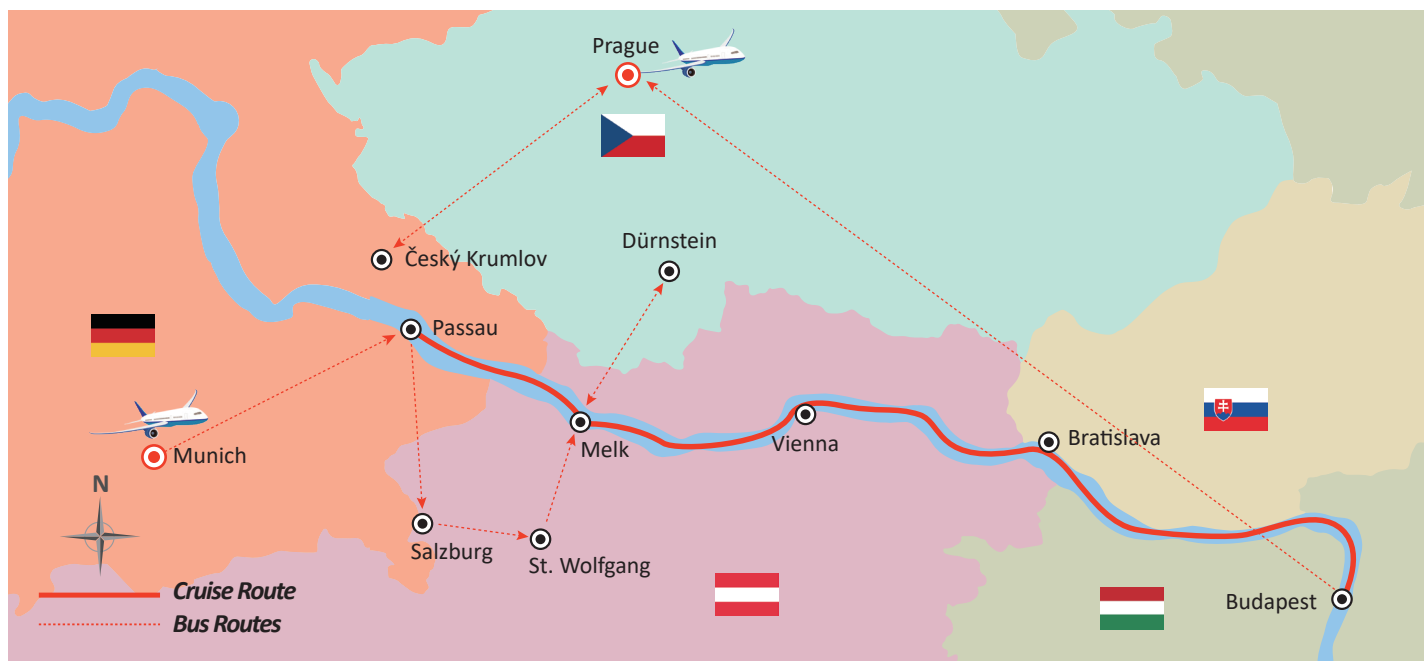 Prague
Dürnstein
Český Krumlov
Passau
Bratislava
Melk
Vienna
Munich
N
Salzburg
St. Wolfgang
Cruise Route
Budapest
Bus Routes